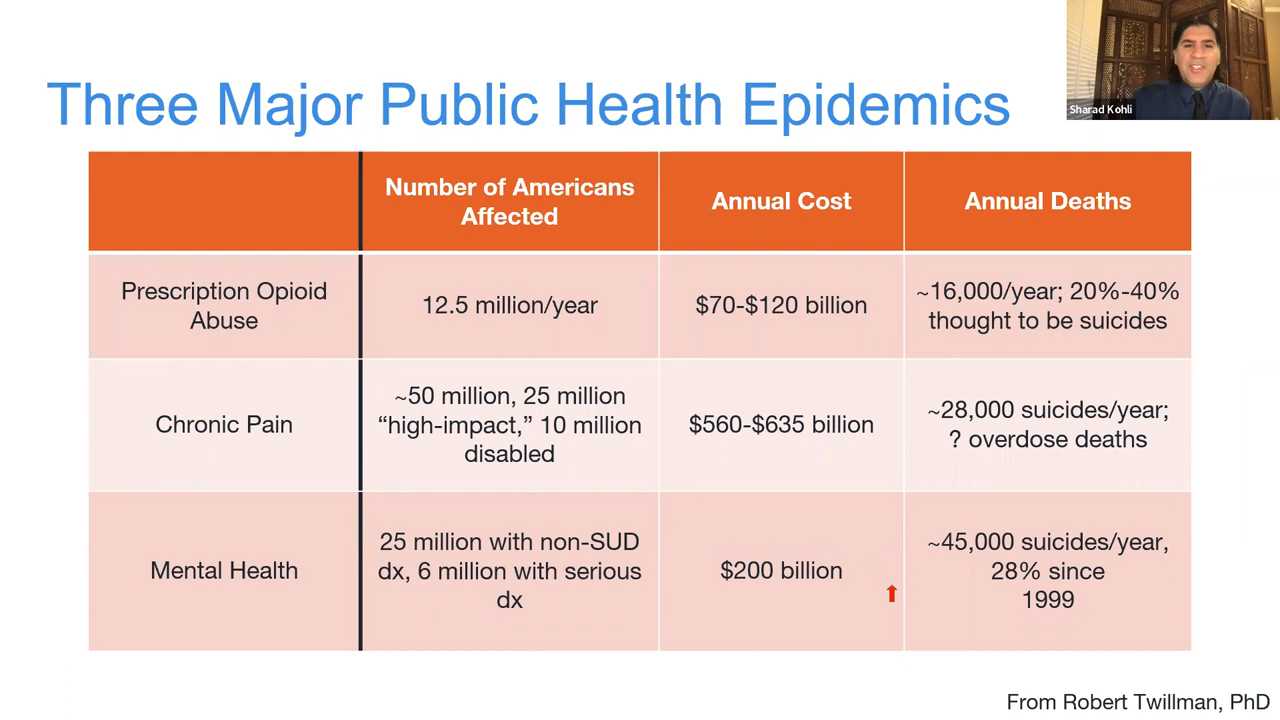 Three Major Public Health Epidemics
Sharad Kohli
Number of Americans
Affected
Annual Cost
Annual Deaths
Prescription Opioid
Abuse
12.5 million/year
$70-$120 billion
~16,000/year; 20%-40%
thought to be suicides
Chronic Pain
~50 million, 25 million
“high-impact,” 10 million
disabled
$560-$635 billion
~28,000 suicides/year;
? overdose deaths
Mental Health
25 million with non-SUD
dx, 6 million with serious
dx
$200 billion
~45,000 suicides/year,
28% since
1999
From Robert Twillman, PhD